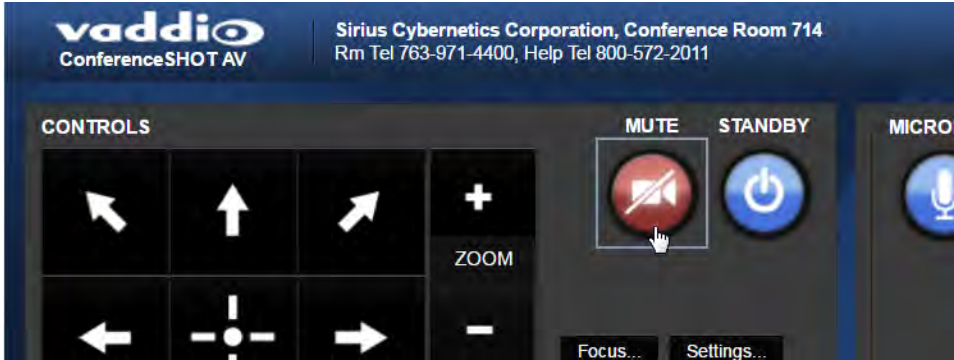 vaddio
ConferenceSHOT AV
Sirius Cybernetics Corporation, Conference Room 714
Rm Tel 763-971-4400, Help Tel 800-572-2011
CONTROLS
MUTE
STANDBY
MICRO
+
ZOOM
-
Focus...
Settings...